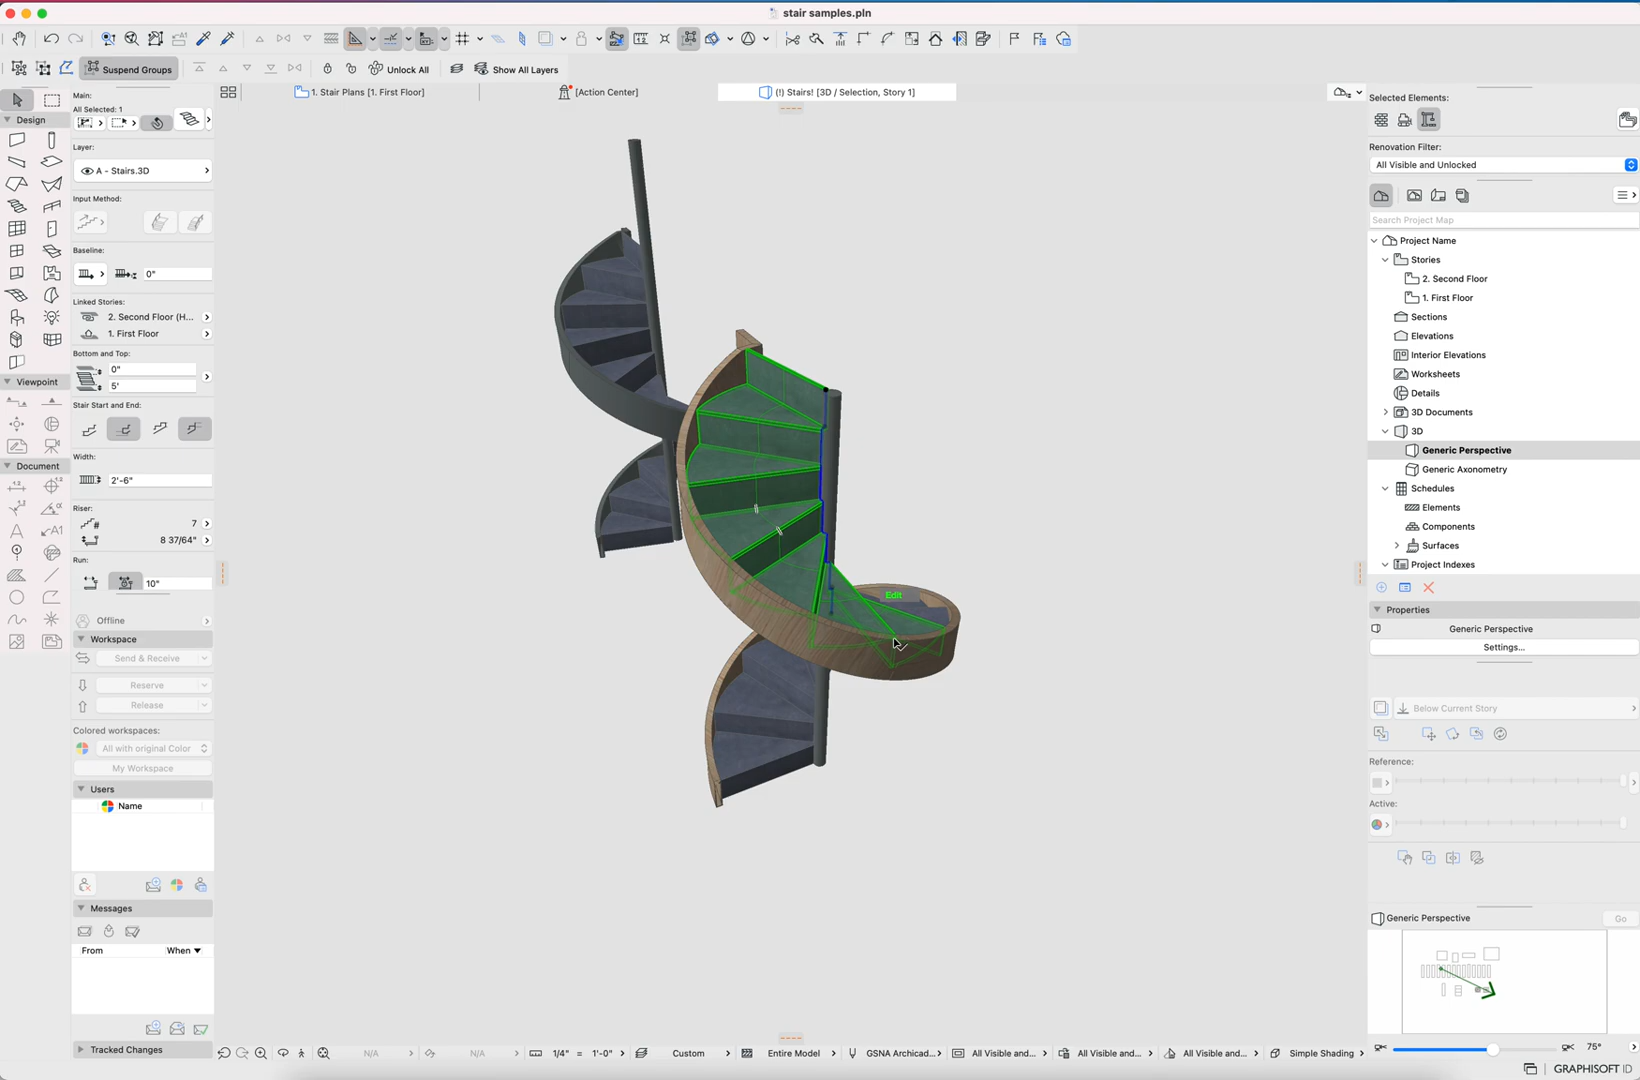 stair samples.pln
Suspend Groups
Unlock All
Show All Layers
1. Stair Plans [1. First Floor]
[Action Center]
(!) Stairs! [3D / Selection, Story 1]
Main:
All Selected: 1
Design
Layer:
A - Stairs.3D
Input Method:
Baseline:
0"
Linked Stories:
2. Second Floor (H...
1. First Floor
Bottom and Top:
0"
5'
Viewpoint
Stair Start and End:
Document
Width:
2'-6"
Riser:
7
8 37/64"
Run:
10"
A1
A
Offline
Workspace
Send & Receive
Reserve
Release
Colored workspaces:
All with original Color
My Workspace
Users
Name
Messages
From
When
Tracked Changes
Edit
N/A
N/A
1/4"
=
1'-0"
Custom
Entire Model
GSNA Archicad...
All Visible and...
All Visible and...
All Visible and...
Simple Shading
Selected Elements:
Renovation Filter:
All Visible and Unlocked
Search Project Map
Project Name
Stories
2. Second Floor
1. First Floor
Sections
Elevations
Interior Elevations
Worksheets
Details
3D Documents
3D
Generic Perspective
Generic Axonometry
Schedules
Elements
Components
Surfaces
Project Indexes
Properties
Generic Perspective
Settings...
Below Current Story
Reference:
Active:
Generic Perspective
Go
75°
GRAPHISOFT ID